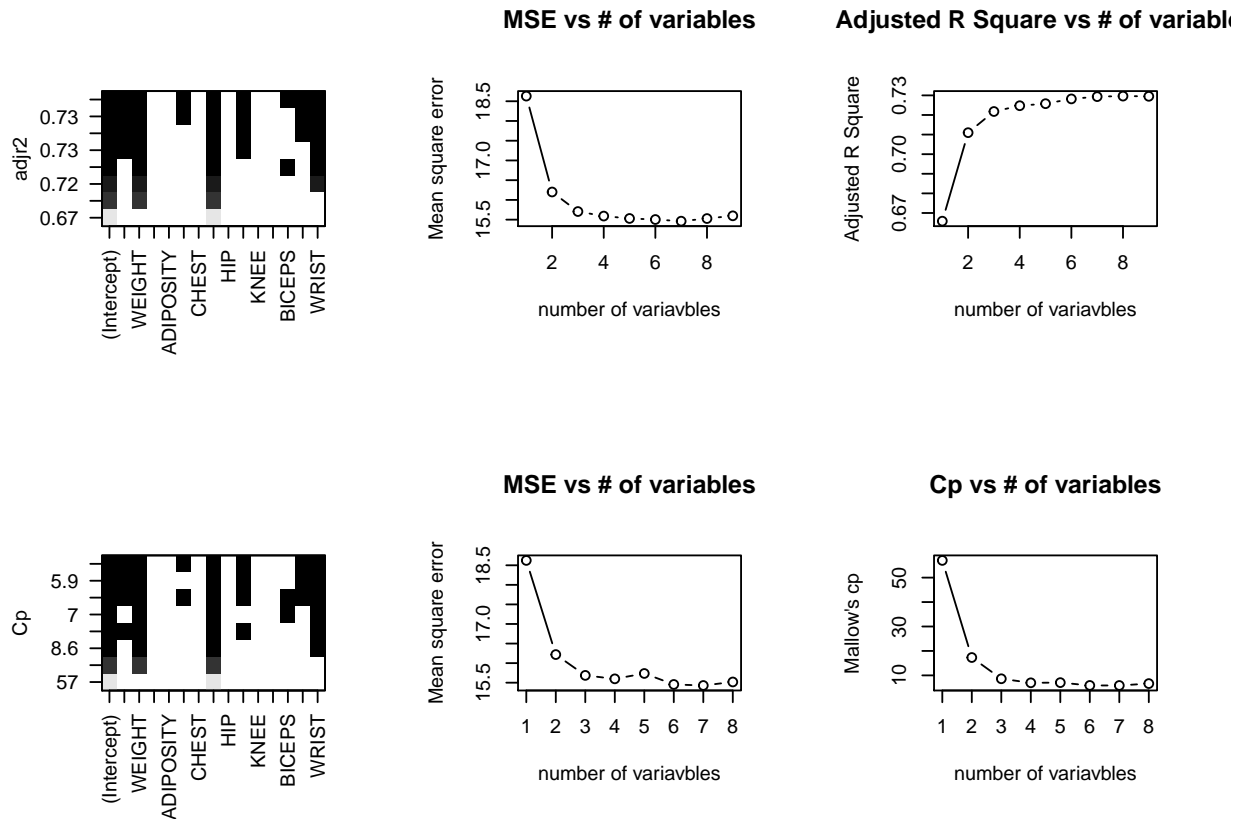 MSE vs # of variables
Adjusted R Square vs # of variabl
adjr2
0.73
0.73
0.72
0.67
(Intercept)
WEIGHT
ADIPOSITY
CHEST
HIP
KNEE
BICEPS
WRIST
Mean square error
18.5
17.0
15.5
2 4 6 8
number of variavbles
Adjusted R Square
0.73
0.70
0.67
2 4 6 8
number of variavbles
MSE vs # of variables
Cp vs # of variables
Cp
5.9
7
8.6
57
(Intercept)
WEIGHT
ADIPOSITY
CHEST
HIP
KNEE
BICEPS
WRIST
Mean square error
18.5
17.0
15.5
1 2 3 4 5 6 7 8
number of variavbles
Mallow's cp
50
30
10
1 2 3 4 5 6 7 8
number of variavbles